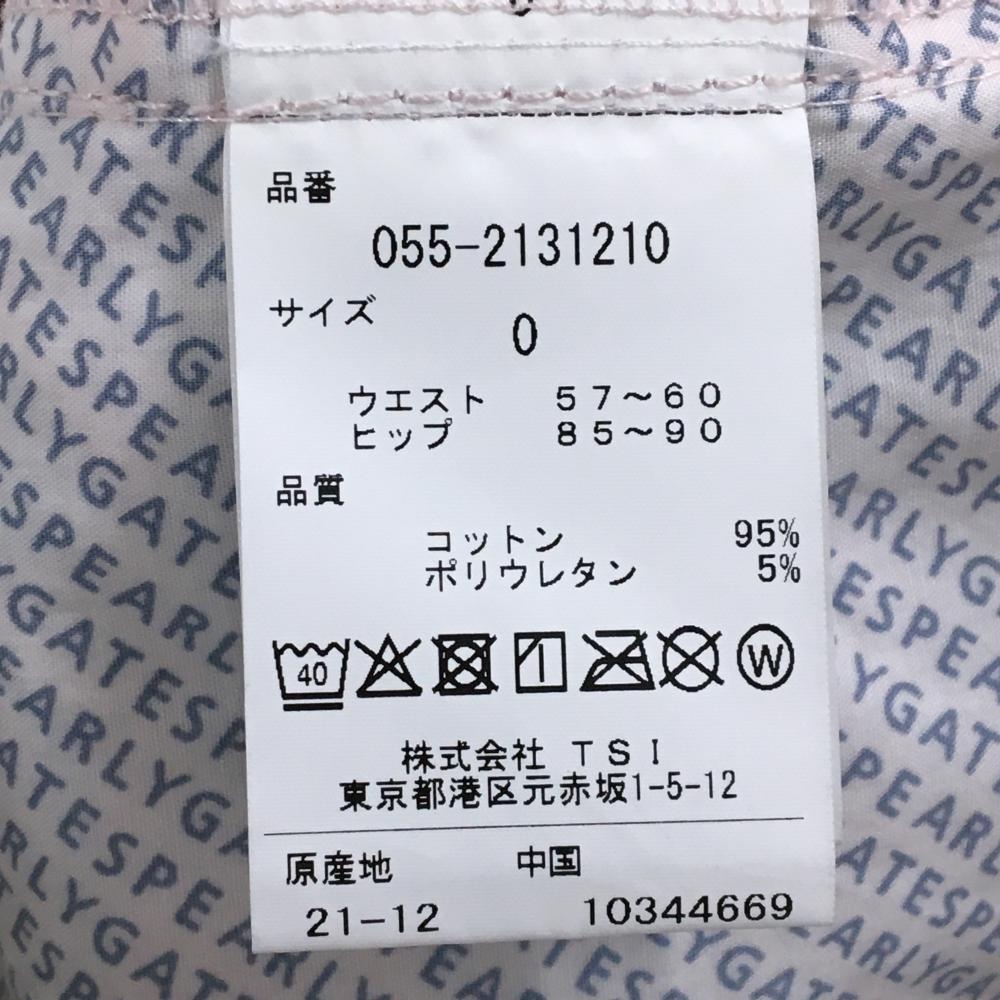 品番
055-2131210
サイズ
0
ウエスト 57～60
ヒップ 85～90
品質
コットン 95%
ポリウレタン 5%
40 W
株式会社 TSI
東京都港区元赤坂1-5-12
原産地 中国
21-12 10344669
PEARLYGATES